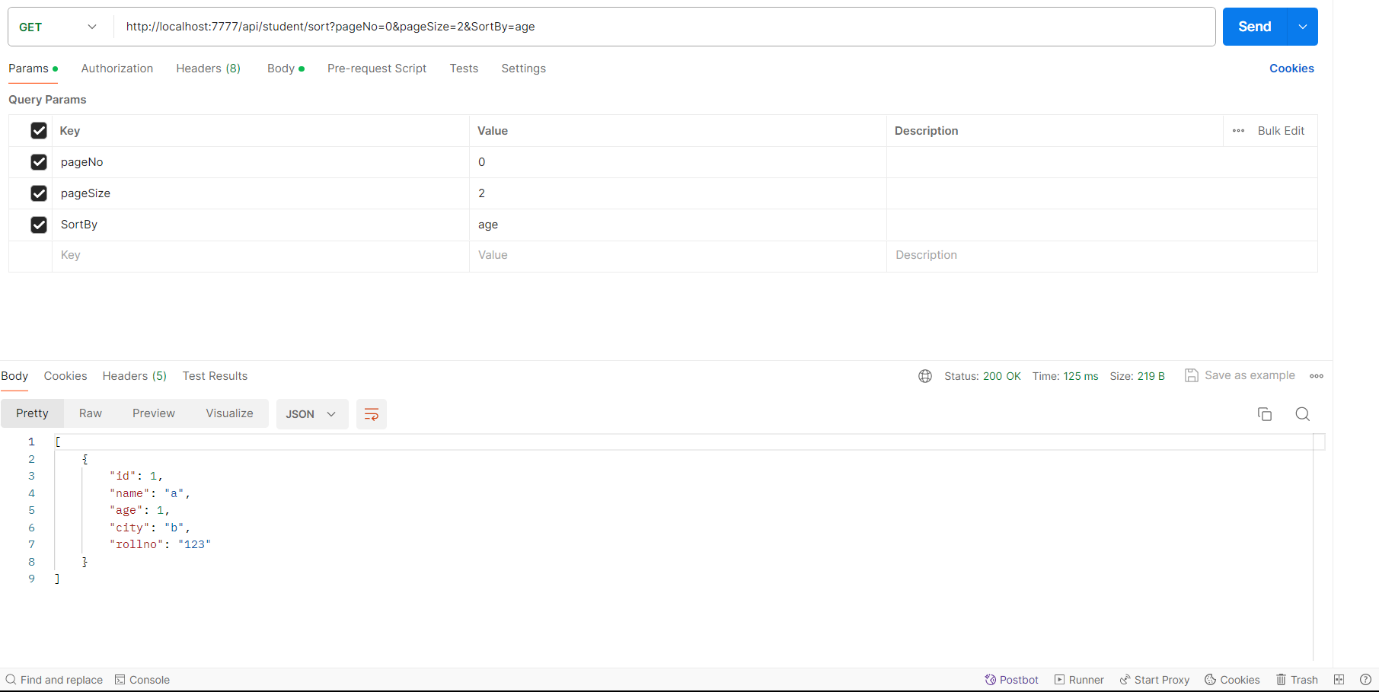 GET http://localhost:7777/api/student/sort?pageNo=0&pageSize=2&SortBy=age Send
Params Authorization Headers (8) Body Pre-request Script Tests Settings Cookies
Query Params
Key Value Description Bulk Edit
pageNo 0
pageSize 2
SortBy age
Key Value Description
Body Cookies Headers (5) Test Results Status: 200 OK Time: 125 ms Size: 219 B Save as example
Pretty Raw Preview Visualize JSON
1 [
2 {
3 "id": 1,
4 "name": "a",
5 "age": 1,
6 "city": "b",
7 "rollno": "123"
8 }
9 ]
Find and replace Console Postbot Runner Start Proxy Cookies Trash